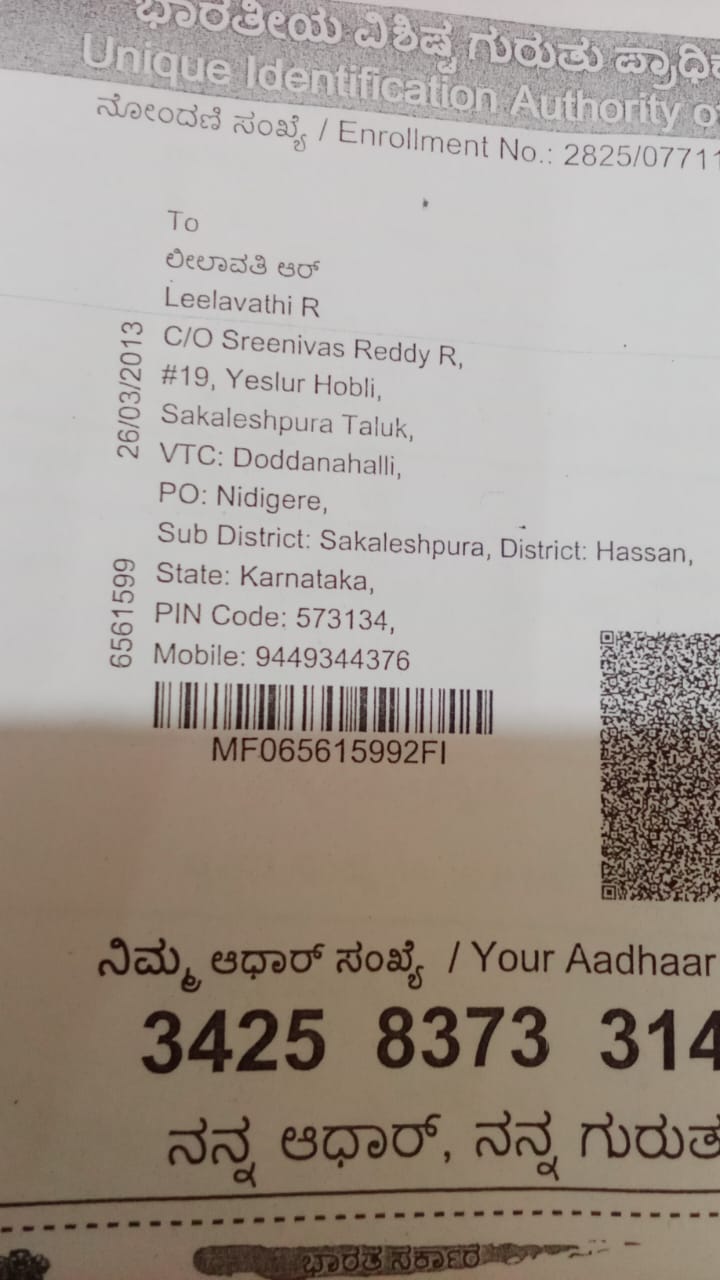 ಭಾರತೀಯ ವಿಶಿಷ್ಟ ಗುರುತು ಪ್ರಾಧಿಕ
Unique Identification Authority o
ನೋಂದಣಿ ಸಂಖ್ಯೆ / Enrollment No.: 2825/07711
To
ಲೀಲಾವತಿ ಆರ್
Leelavathi R
C/O Sreenivas Reddy R,
#19, Yeslur Hobli,
Sakaleshpura Taluk,
VTC: Doddanahalli,
PO: Nidigere,
Sub District: Sakaleshpura, District: Hassan,
State: Karnataka,
PIN Code: 573134,
Mobile: 9449344376
26/03/2013
6561599
MF065615992FI
ನಿಮ್ಮ ಆಧಾರ್ ಸಂಖ್ಯೆ / Your Aadhaar
3425 8373 314
ನನ್ನ ಆಧಾರ್, ನನ್ನ ಗುರುತ
ಭಾರತ ಸರ್ಕಾರ